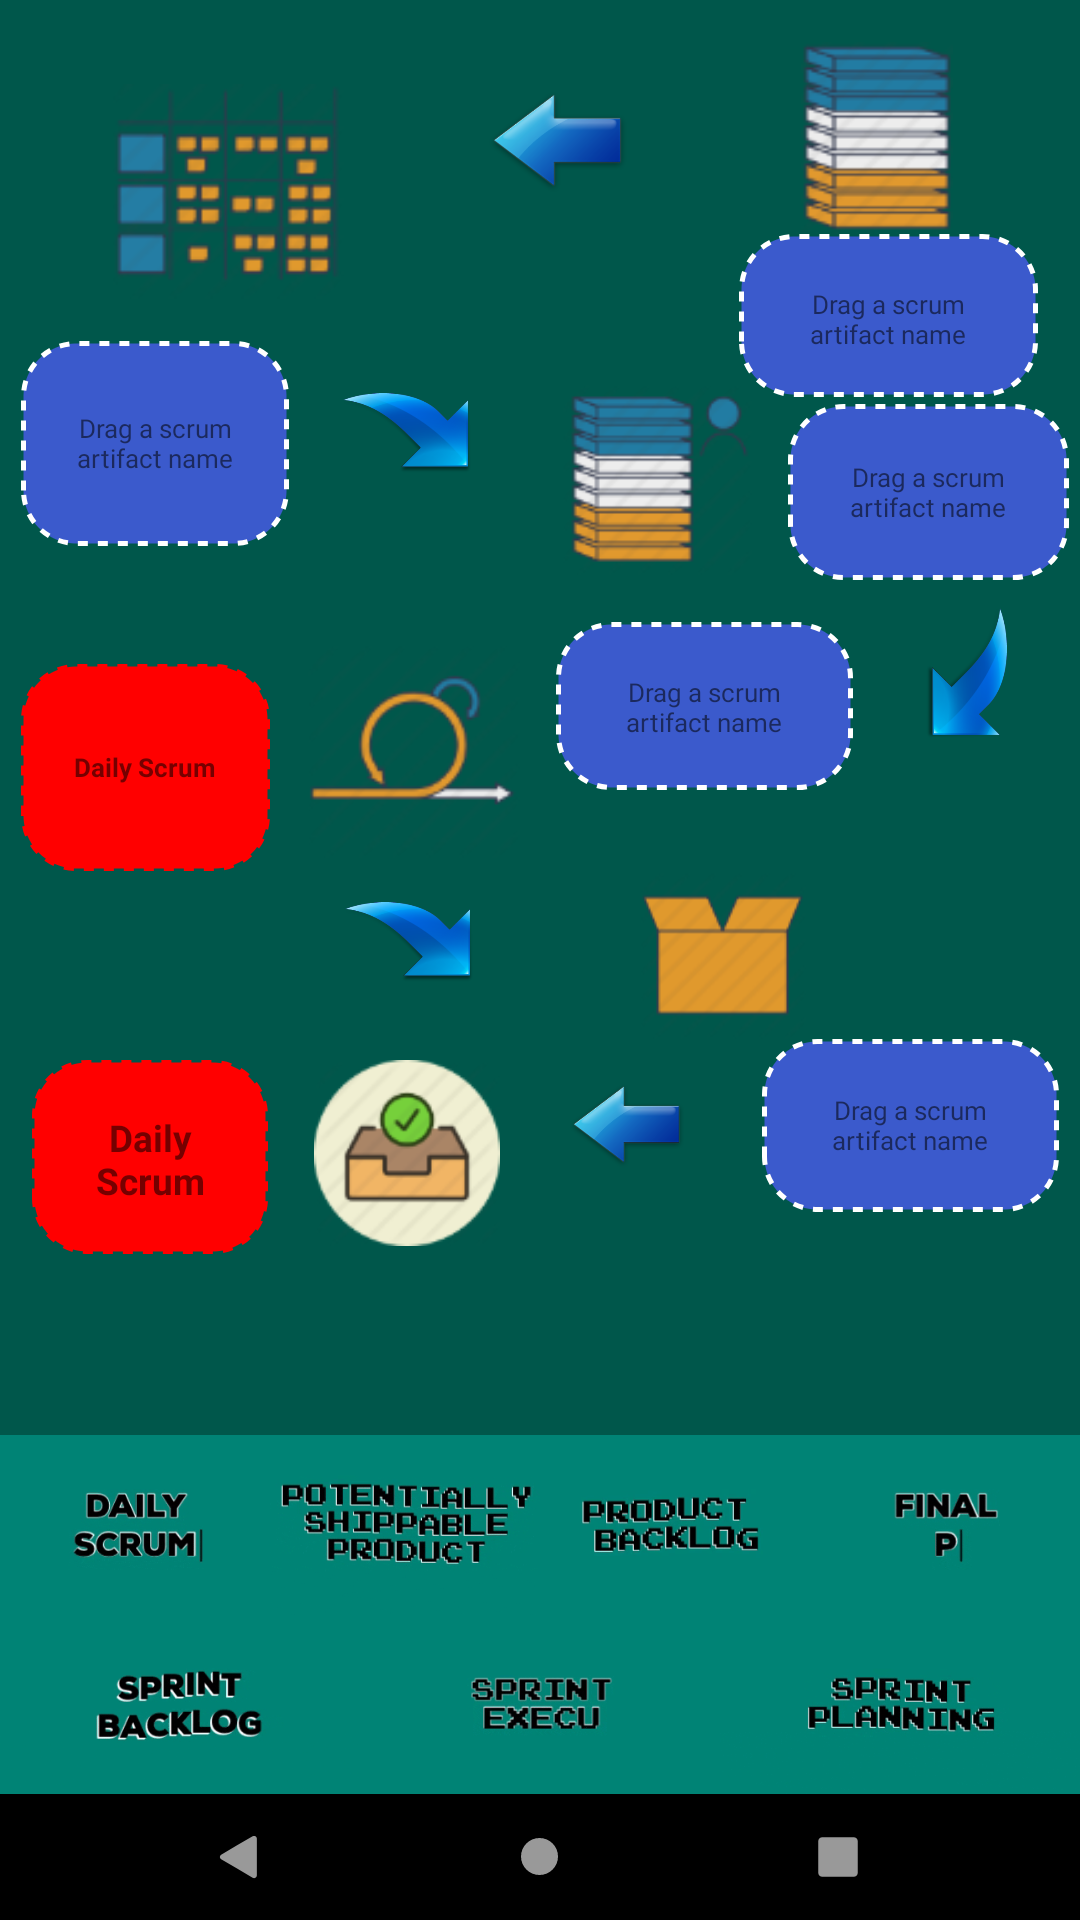 Drag a scrum
artifact name
Drag a scrum
artifact name
Drag a scrum
artifact name
Drag a scrum
artifact name
Daily Scrum
Daily
Scrum
Drag a scrum
artifact name
DAILY
SCRUM
POTENTIALLY
SHIPPABLE
PRODUCT
PRODUCT
BACKLOG
FINAL
P
SPRINT
BACKLOG
SPRINT
EXECU
SPRINT
PLANNING